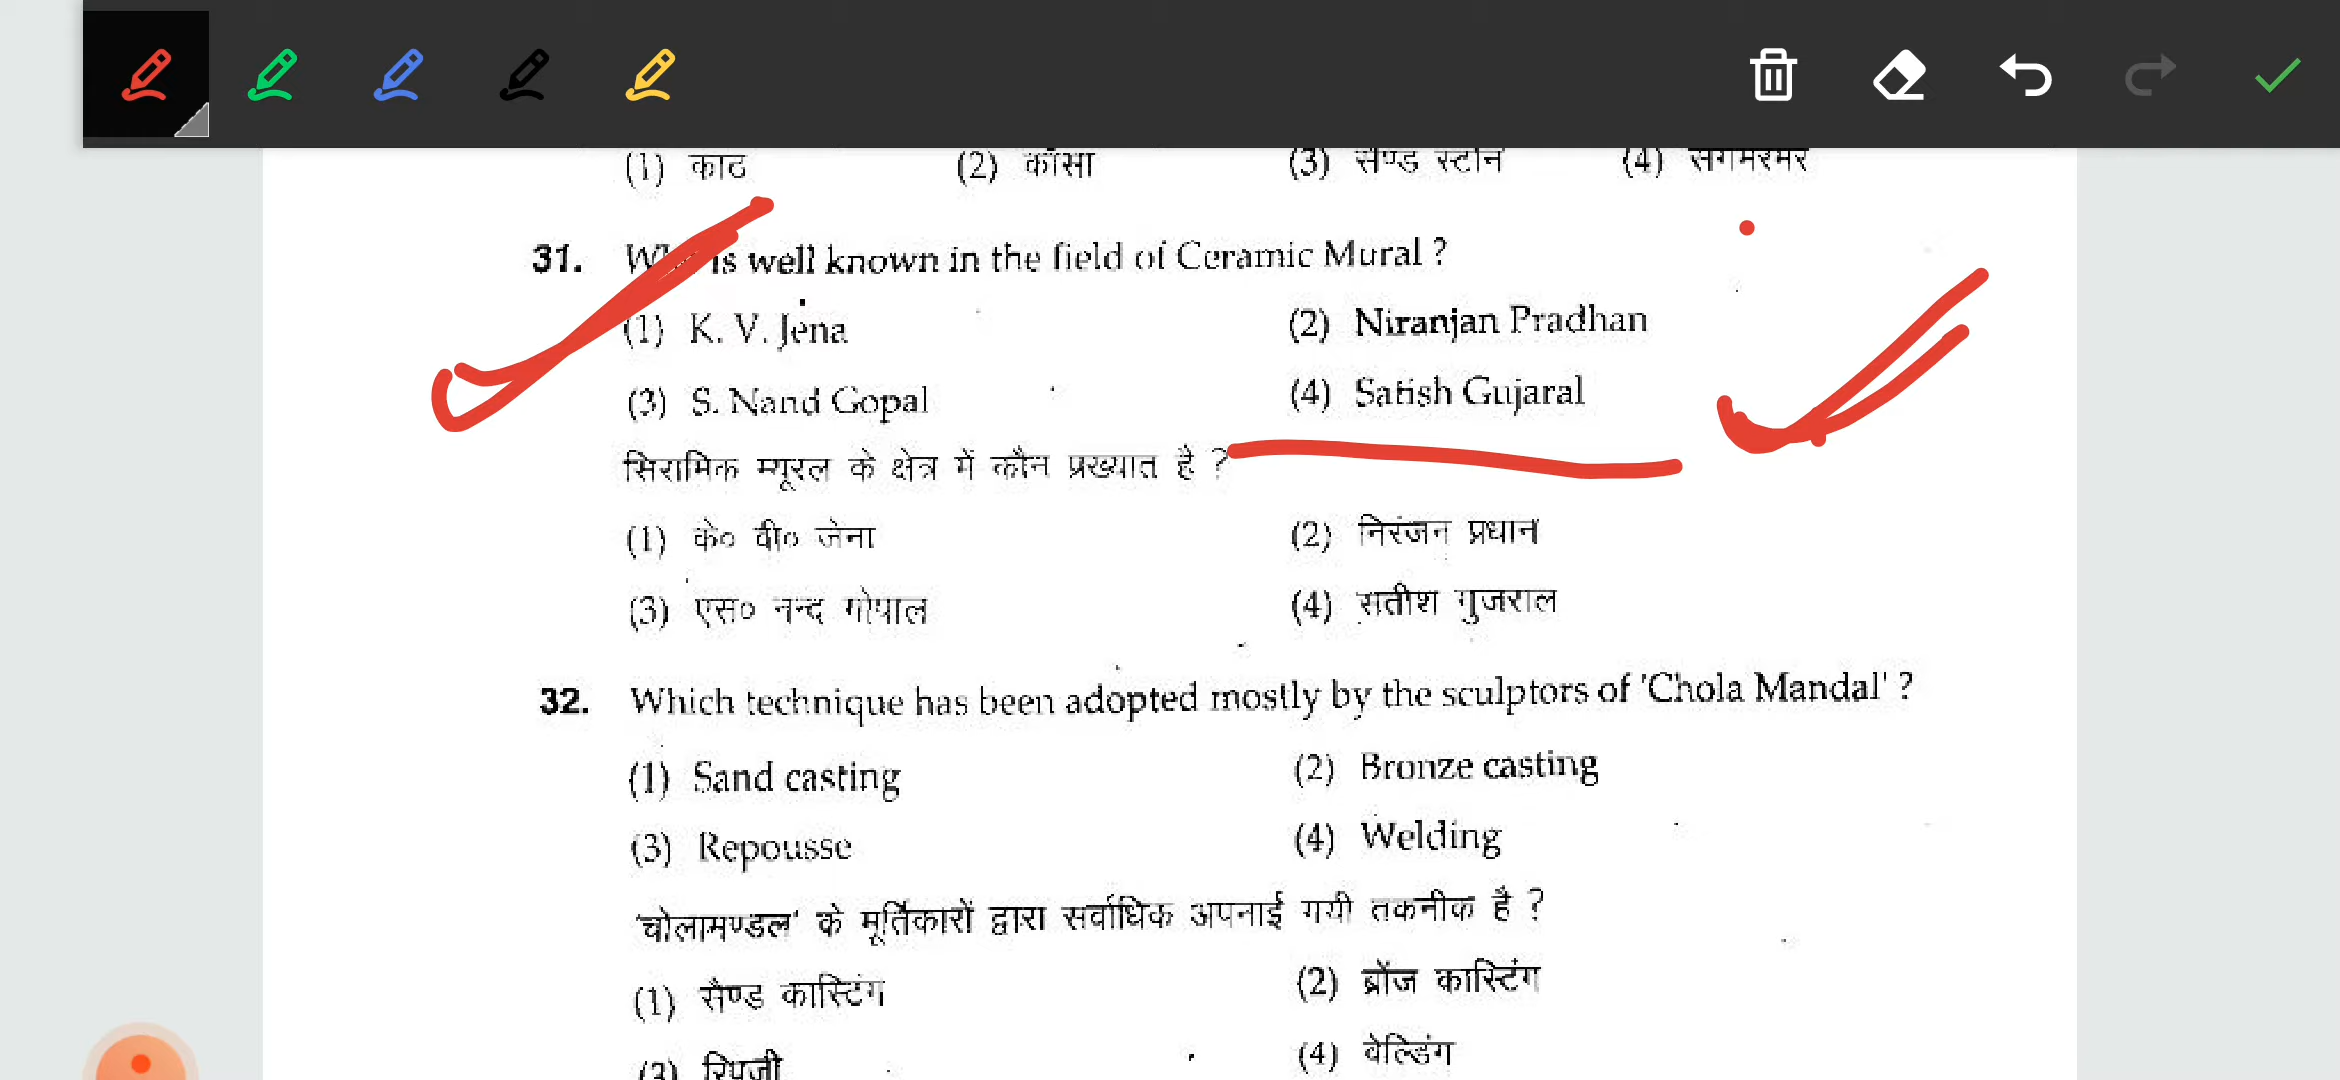 (1) काठ (2) काँसा (3) सैण्ड स्टोन (4) संगमरमर
31. is well known in the field of Ceramic Mural ?
(1) K. V. Jena (2) Niranjan Pradhan
(3) S. Nand Gopal (4) Satish Gujaral
सिरामिक म्यूरल के क्षेत्र में कौन प्रख्यात है ?
(1) के० वी० जेना (2) निरंजन प्रधान
(3) एस० नन्द गोपाल (4) सतीश गुजराल
32. Which technique has been adopted mostly by the sculptors of 'Chola Mandal' ?
(1) Sand casting (2) Bronze casting
(3) Repousse (4) Welding
'चोलामण्डल' के मूर्तिकारों द्वारा सर्वाधिक अपनाई गयी तकनीक है ?
(1) सैण्ड कास्टिंग (2) ब्रोंज कास्टिंग
(3) (4) वेल्डिंग